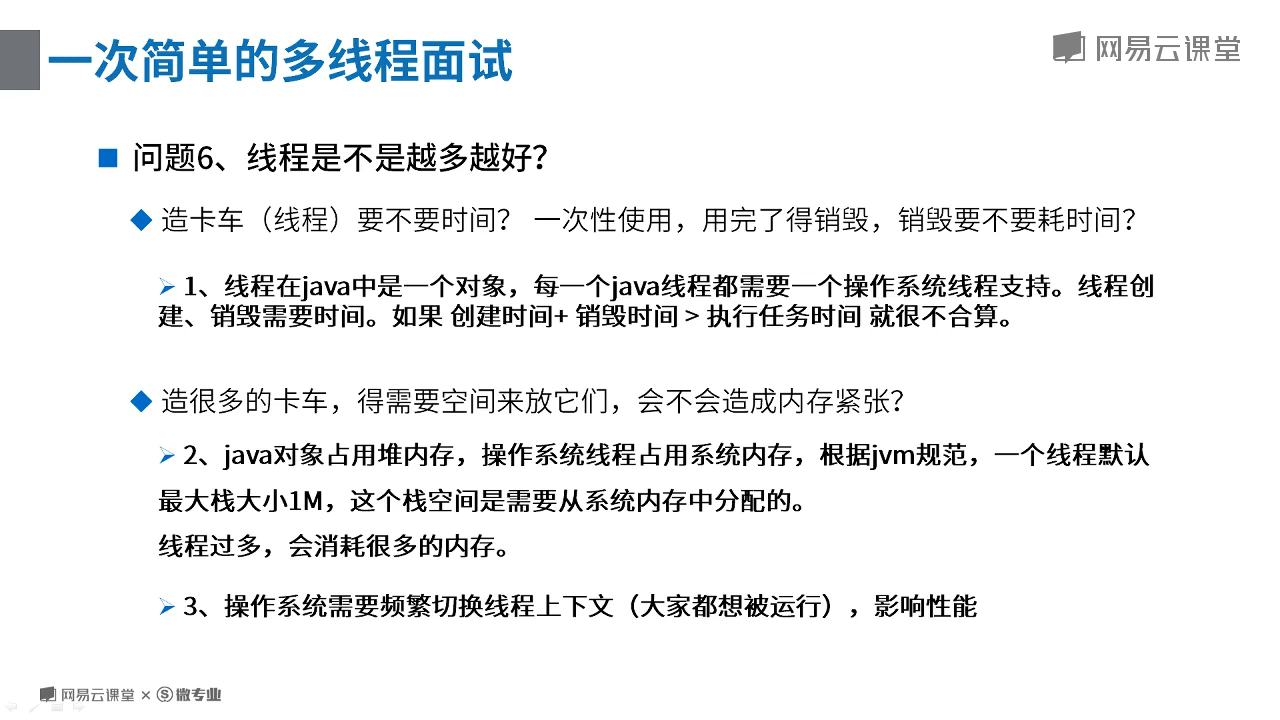 一次简单的多线程面试
网易云课堂
问题6、线程是不是越多越好？
造卡车（线程）要不要时间？ 一次性使用，用完了得销毁，销毁要不要耗时间？
1、线程在java中是一个对象，每一个java线程都需要一个操作系统线程支持。线程创
建、销毁需要时间。如果 创建时间+ 销毁时间 > 执行任务时间 就很不合算。
造很多的卡车，得需要空间来放它们，会不会造成内存紧张？
2、java对象占用堆内存，操作系统线程占用系统内存，根据jvm规范，一个线程默认
最大栈大小1M，这个栈空间是需要从系统内存中分配的。
线程过多，会消耗很多的内存。
3、操作系统需要频繁切换线程上下文（大家都想被运行），影响性能
网易云课堂 × S 微专业